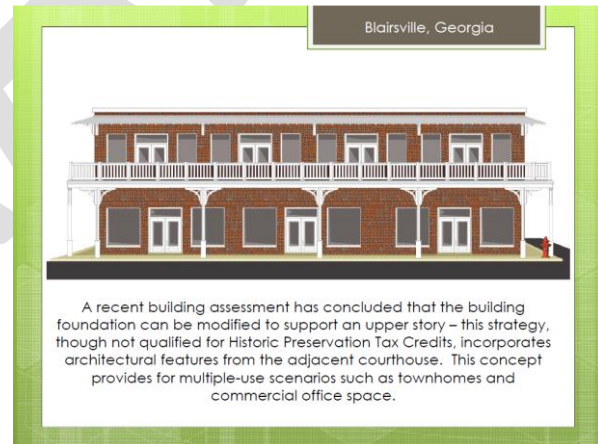 Blairsville, Georgia
A recent building assessment has concluded that the building
foundation can be modified to support an upper story – this strategy,
though not qualified for Historic Preservation Tax Credits, incorporates
architectural features from the adjacent courthouse.  This concept
provides for multiple-use scenarios such as townhomes and
commercial office space.